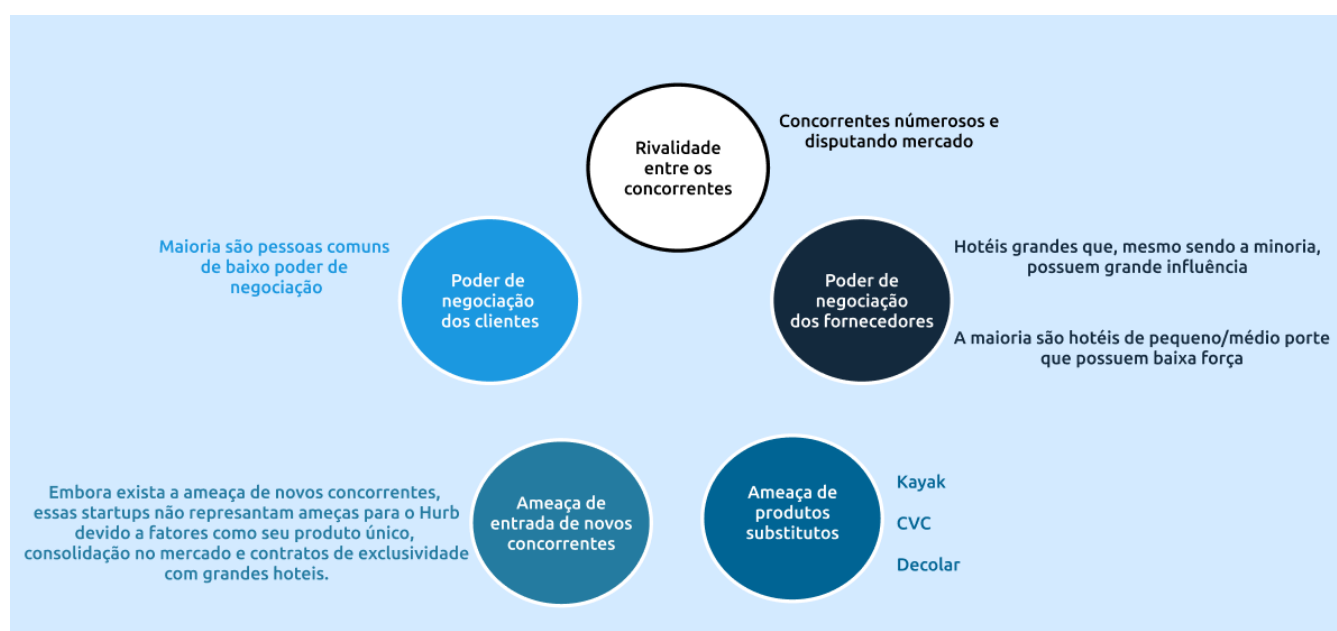 Rivalidade
entre os
concorrentes
Concorrentes númerosos e
disputando mercado
Maioria são pessoas comuns
de baixo poder de
negociação
Poder de
negociação
dos clientes
Poder de
negociação
dos fornecedores
Hotéis grandes que, mesmo sendo a minoria,
possuem grande influência
A maioria são hotéis de pequeno/médio porte
que possuem baixa força
Embora exista a ameaça de novos concorrentes,
essas startups não represantam ameças para o Hurb
devido a fatores como seu produto único,
consolidação no mercado e contratos de exclusividade
com grandes hoteis.
Ameaça de
entrada de novos
concorrentes
Ameaça de
produtos
substitutos
Kayak
CVC
Decolar